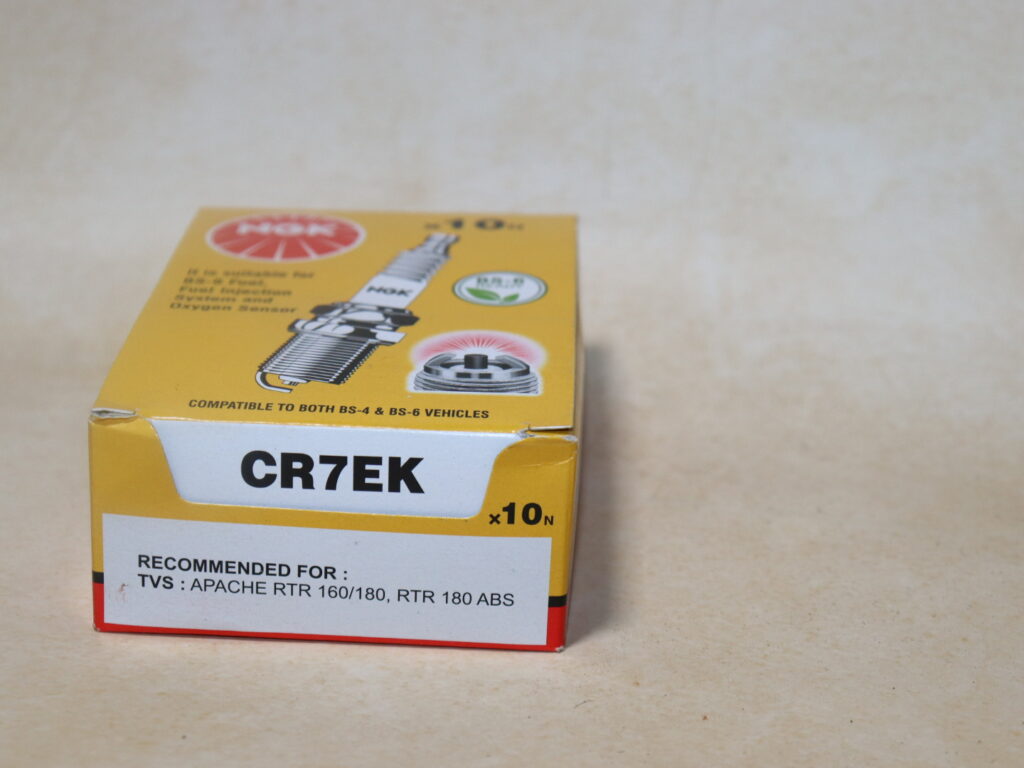 NGK
x10N
It is suitable for
BS-6 Fuel,
Fuel Injection
System and
Oxygen Sensor
NGK
BS-6
COMPATIBLE TO BOTH BS-4 & BS-6 VEHICLES
CR7EK
x10N
RECOMMENDED FOR :
TVS : APACHE RTR 160/180, RTR 180 ABS